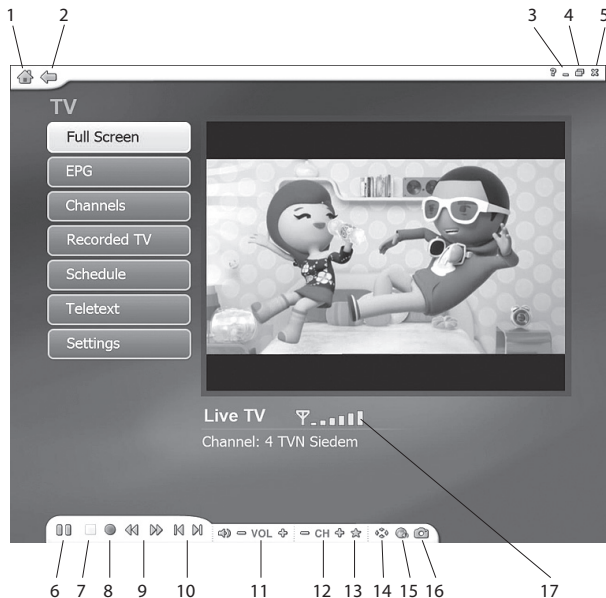 1 2 3 4 5
?
TV
Full Screen
EPG
Channels
Recorded TV
Schedule
Teletext
Settings
Live TV
Channel: 4 TVN Siedem
VOL CH
6 7 8 9 10 11 12 13 14 15 16 17